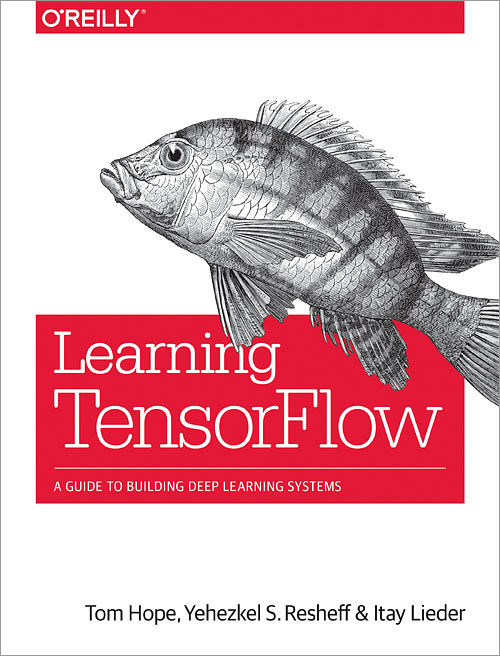 O'REILLY®
Learning
TensorFlow
A GUIDE TO BUILDING DEEP LEARNING SYSTEMS
Tom Hope, Yehezkel S. Resheff & Itay Lieder